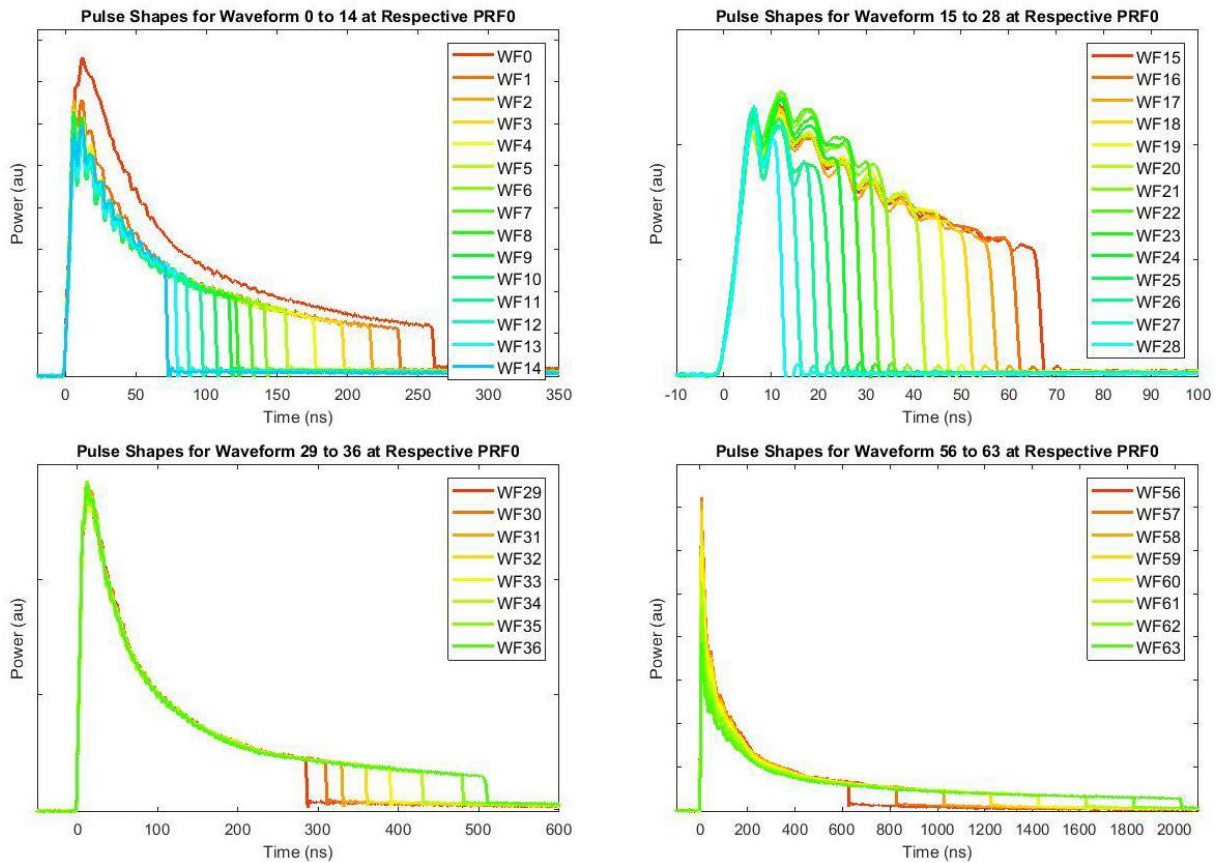 Pulse Shapes for Waveform 0 to 14 at Respective PRF0
Power (au)
WF0
WF1
WF2
WF3
WF4
WF5
WF6
WF7
WF8
WF9
WF10
WF11
WF12
WF13
WF14
0 50 100 150 200 250 300 350
Time (ns)
Pulse Shapes for Waveform 15 to 28 at Respective PRF0
Power (au)
WF15
WF16
WF17
WF18
WF19
WF20
WF21
WF22
WF23
WF24
WF25
WF26
WF27
WF28
-10 0 10 20 30 40 50 60 70 80 90 100
Time (ns)
Pulse Shapes for Waveform 29 to 36 at Respective PRF0
Power (au)
WF29
WF30
WF31
WF32
WF33
WF34
WF35
WF36
0 100 200 300 400 500 600
Time (ns)
Pulse Shapes for Waveform 56 to 63 at Respective PRF0
Power (au)
WF56
WF57
WF58
WF59
WF60
WF61
WF62
WF63
0 200 400 600 800 1000 1200 1400 1600 1800 2000
Time (ns)